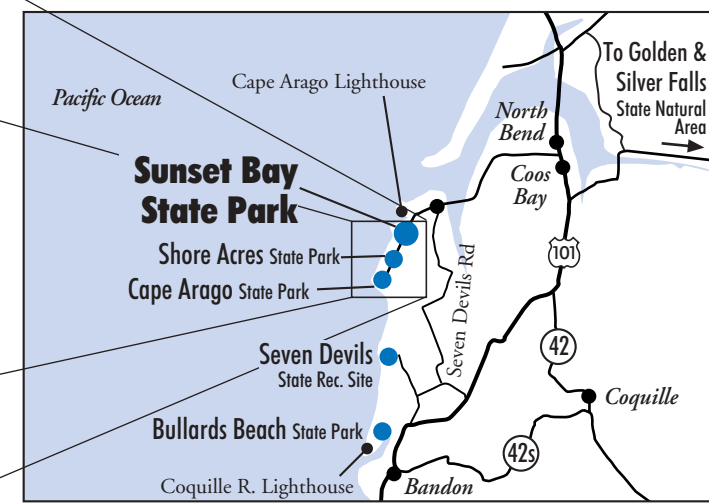 To Golden &
Silver Falls
State Natural
Area
Cape Arago Lighthouse
Pacific Ocean
North
Bend
Sunset Bay
State Park
Coos
Bay
Shore Acres State Park
101
Cape Arago State Park
Seven Devils Rd
Seven Devils
State Rec. Site
42
Coquille
Bullards Beach State Park
42s
Coquille R. Lighthouse
Bandon